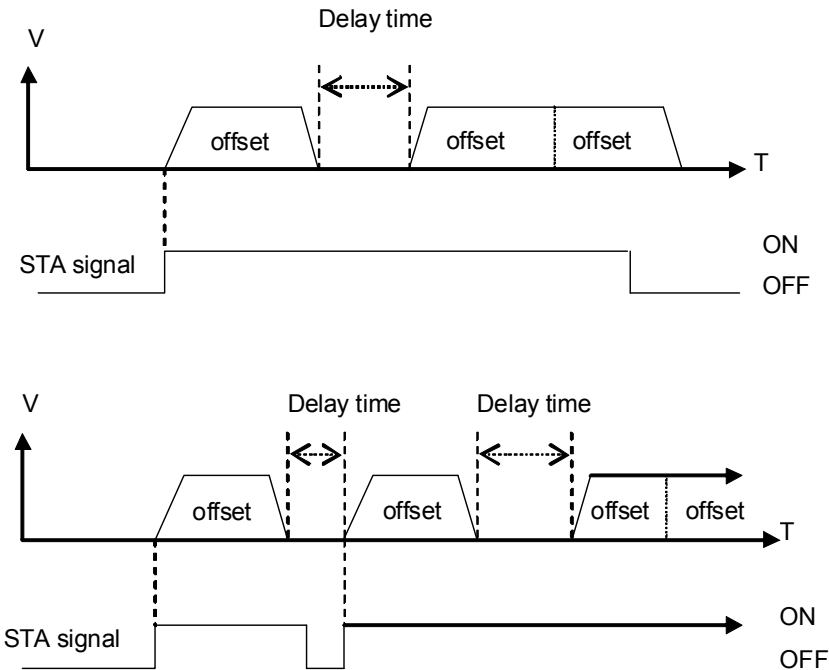 Delay time
V
offset
offset
offset
T
STA signal
ON
OFF
V
Delay time
Delay time
offset
offset
offset
offset
T
STA signal
ON
OFF